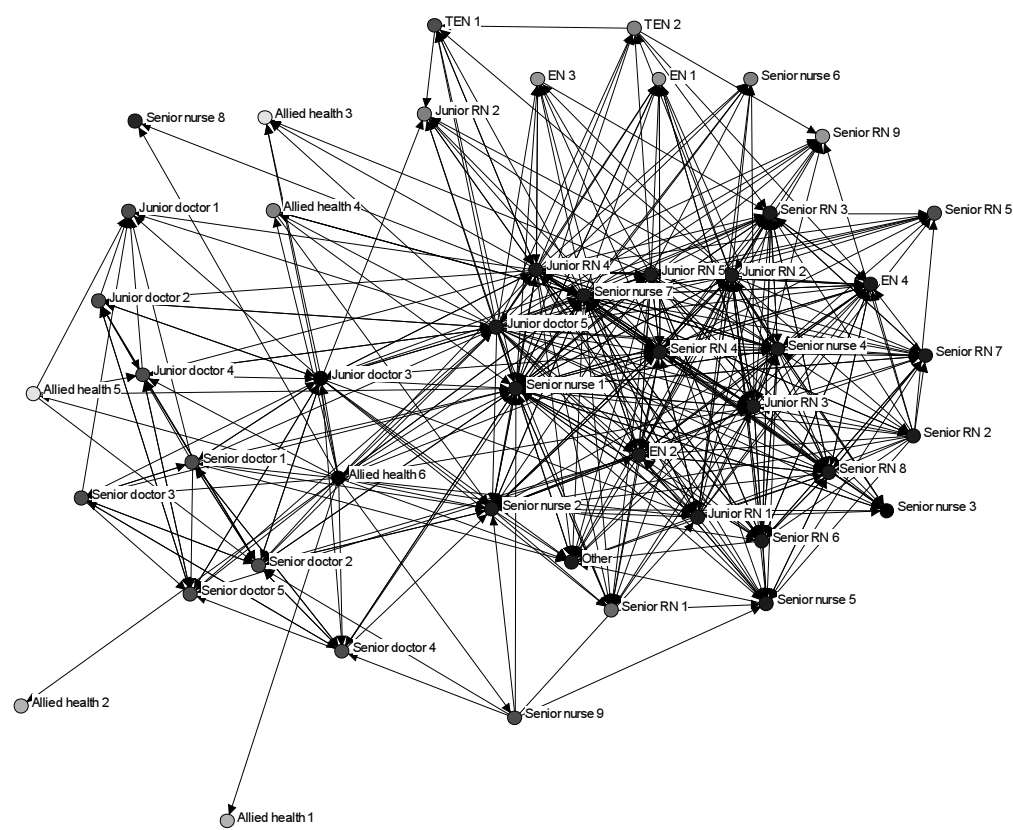 TEN 1
TEN 2
EN 3
EN 1
Senior nurse 6
Junior RN 2
Allied health 3
Senior nurse 8
Senior RN 9
Junior doctor 1
Allied health 4
Senior RN 3
Senior RN 5
Junior RN 4
Junior RN 5
Junior RN 2
EN 4
Senior nurse 7
Junior doctor 2
Junior doctor 5
Senior RN 4
Senior nurse 4
Senior RN 7
Junior doctor 4
Junior doctor 3
Senior nurse 1
Allied health 5
Junior RN 3
Senior RN 2
EN 2
Senior doctor 1
Allied health 6
Senior RN 8
Senior doctor 3
Senior nurse 2
Junior RN 1
Senior nurse 3
Senior RN 6
Senior doctor 2
Other
Senior doctor 5
Senior RN 1
Senior nurse 5
Senior doctor 4
Allied health 2
Senior nurse 9
Allied health 1